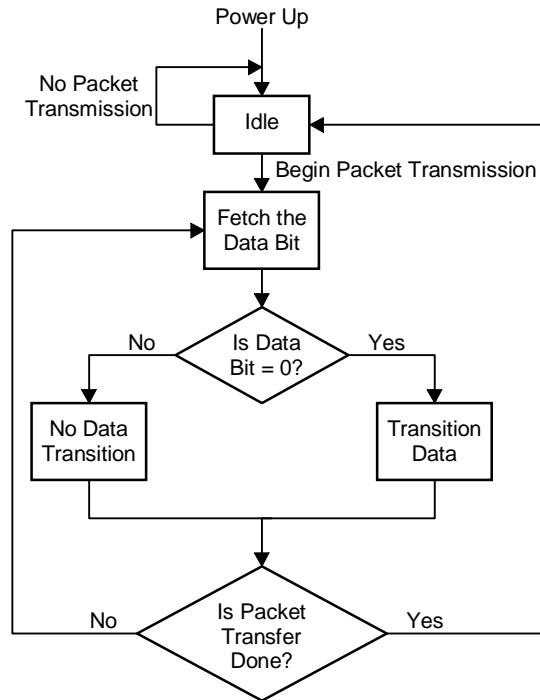 Power Up
No Packet
Transmission
Idle
Begin Packet Transmission
Fetch the
Data Bit
No
Is Data
Bit = 0?
Yes
No Data
Transition
Transition
Data
No
Is Packet
Transfer
Done?
Yes